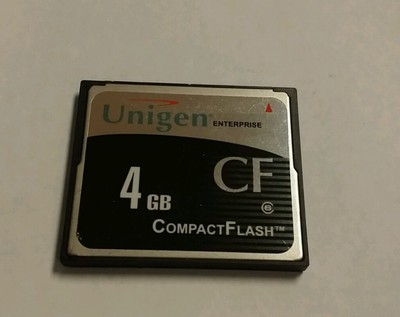 Unigen® ENTERPRISE
CF
4 GB
COMPACTFLASH™